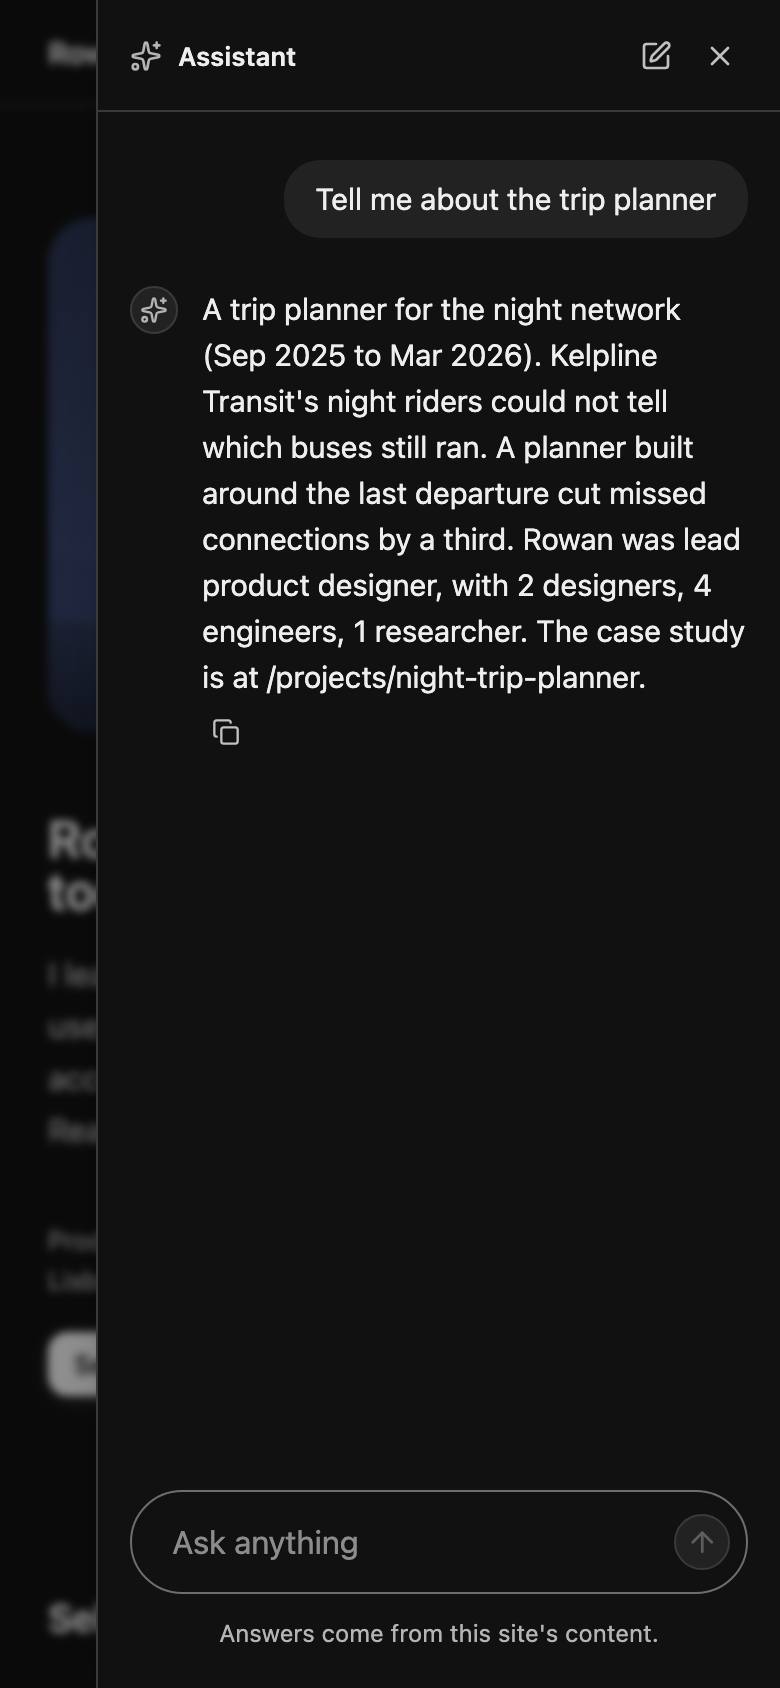 Assistant
Tell me about the trip planner
A trip planner for the night network
(Sep 2025 to Mar 2026). Kelpline
Transit's night riders could not tell
which buses still ran. A planner built
around the last departure cut missed
connections by a third. Rowan was lead
product designer, with 2 designers, 4
engineers, 1 researcher. The case study
is at /projects/night-trip-planner.
Ask anything
Answers come from this site's content.